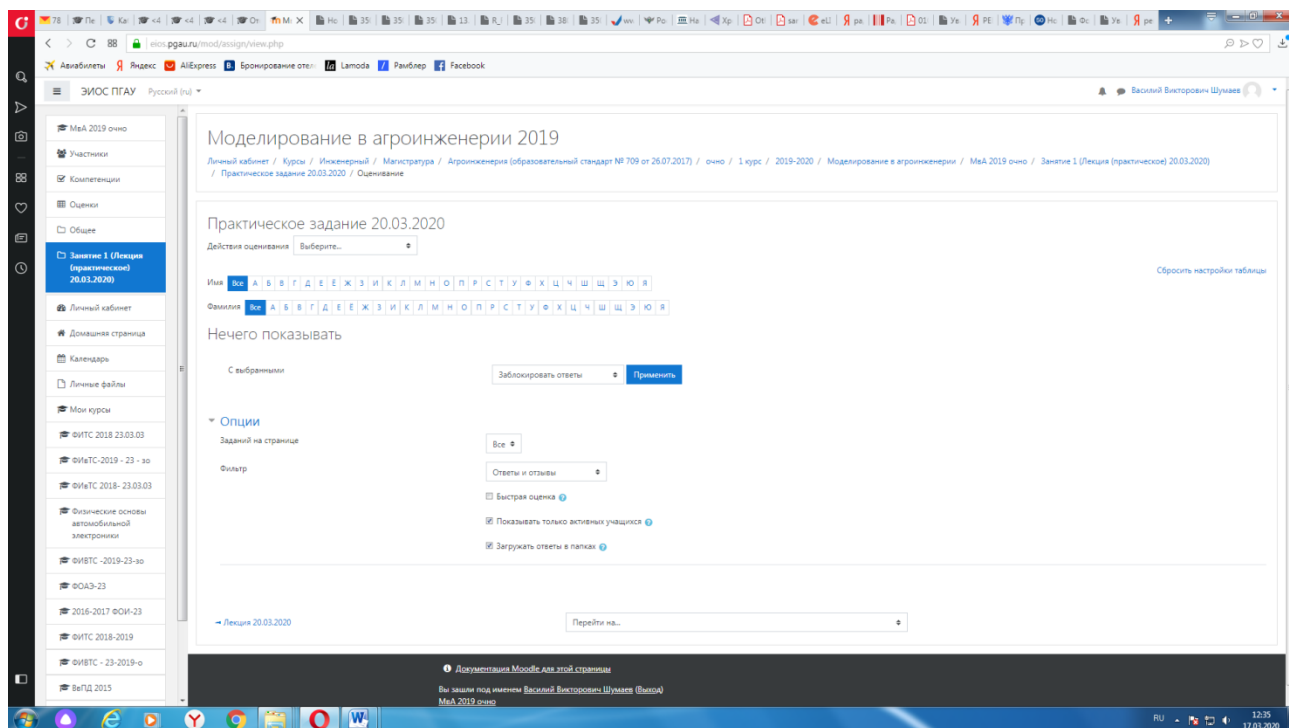 78
eios.pgau.ru/mod/assign/view.php
Авиабилеты Яндекс AliExpress Бронирование отел Lamoda Рамблер Facebook
ЭИОС ПГАУ Русский (ru)
Василий Викторович Шумаев
МвА 2019 очно
Участники
Компетенции
Оценки
Общее
Занятие 1 (Лекция
(практическое)
20.03.2020)
Личный кабинет
Домашняя страница
Календарь
Личные файлы
Мои курсы
ФИТС 2018 23.03.03
ФИвТС-2019 - 23 - зо
ФИвТС 2018- 23.03.03
Физические основы
автомобильной
электроники
ФИВТС -2019-23-зо
ФОАЭ-23
2016-2017 ФОИ-23
ФИТС 2018-2019
ФИВТС - 23-2019-о
ВвПД 2015
Моделирование в агроинженерии 2019
Личный кабинет / Курсы / Инженерный / Магистратура / Агроинженерия (образовательный стандарт № 709 от 26.07.2017) / очно / 1 курс / 2019-2020 / Моделирование в агроинженерии / МвА 2019 очно / Занятие 1 (Лекция (практическое) 20.03.2020)
/ Практическое задание 20.03.2020 / Оценивание
Практическое задание 20.03.2020
Действия оценивания Выберите...
Сбросить настройки таблицы
Имя Все А Б В Г Д Е Ё Ж З И К Л М Н О П Р С Т У Ф Х Ц Ч Ш Щ Э Ю Я
Фамилия Все А Б В Г Д Е Ё Ж З И К Л М Н О П Р С Т У Ф Х Ц Ч Ш Щ Э Ю Я
Нечего показывать
С выбранными Заблокировать ответы Применить
Опции
Заданий на странице Все
Фильтр Ответы и отзывы
Быстрая оценка
Показывать только активных учащихся
Загружать ответы в папках
→ Лекция 20.03.2020 Перейти на...
Документация Moodle для этой страницы
Вы зашли под именем Василий Викторович Шумаев (Выход)
МвА 2019 очно
RU 12:35
17.03.2020